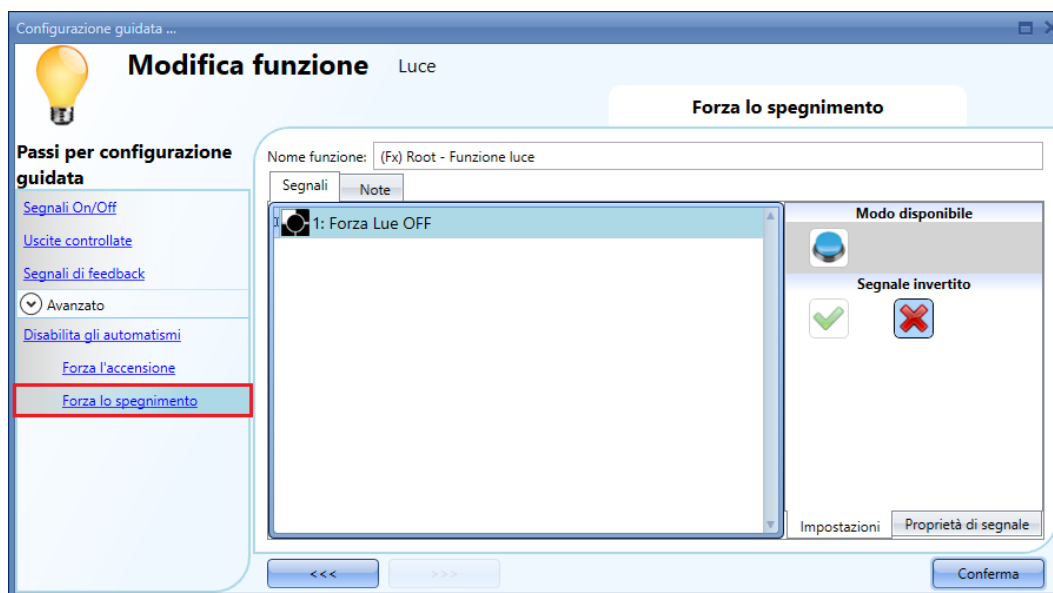 Configurazione guidata ...
Modifica funzione Luce
Forza lo spegnimento
Passi per configurazione
guidata
Segnali On/Off
Uscite controllate
Segnali di feedback
Avanzato
Disabilita gli automatismi
Forza l'accensione
Forza lo spegnimento
Nome funzione: (Fx) Root - Funzione luce
Segnali Note
1: Forza Lue OFF
Modo disponibile
Segnale invertito
Impostazioni Proprietà di segnale
<<< >>> Conferma